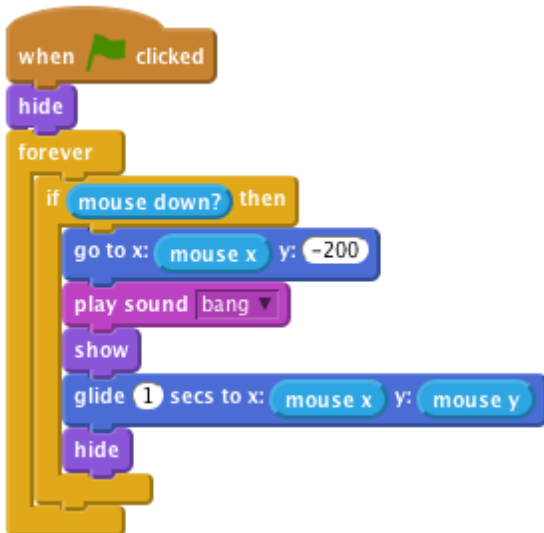 when clicked
hide
forever
if mouse down? then
go to x: mouse x y: -200
play sound bang
show
glide 1 secs to x: mouse x y: mouse y
hide